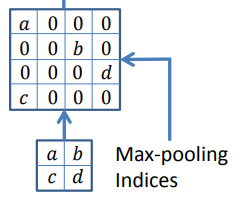 a 0 0 0
0 0 b 0
0 0 0 d
c 0 0 0
a b
c d
Max-pooling
Indices